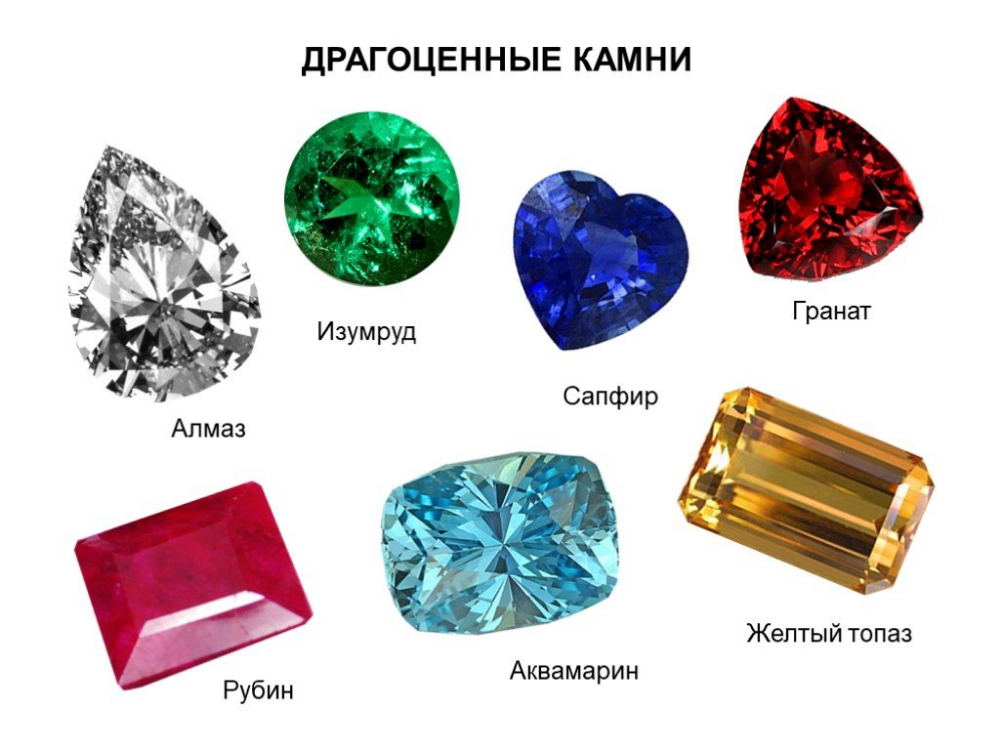 ДРАГОЦЕННЫЕ КАМНИ
Гранат
Изумруд
Сапфир
Алмаз
Желтый топаз
Аквамарин
Рубин